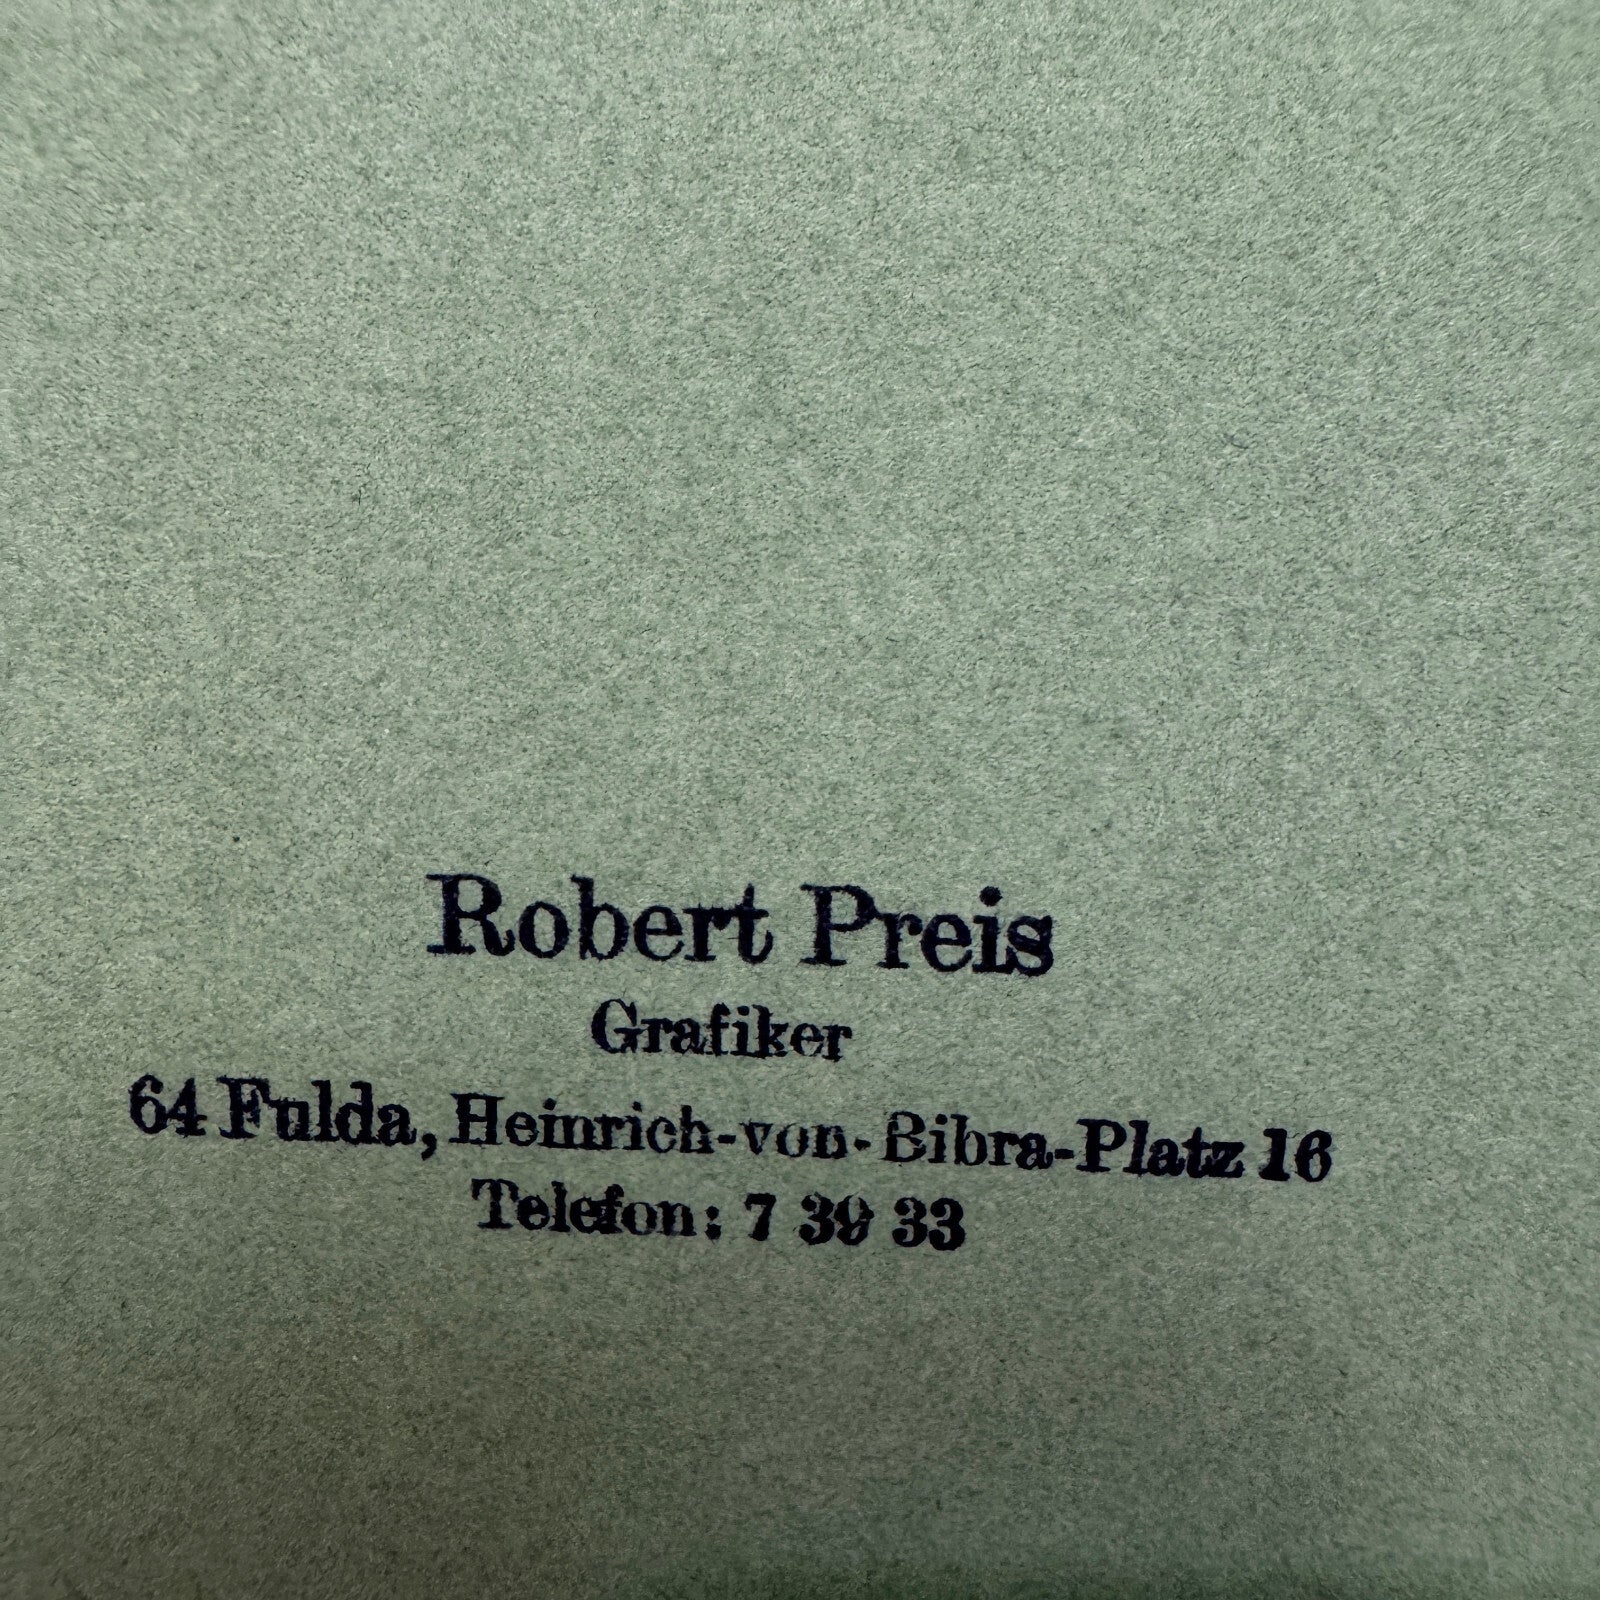 Robert Preis
Grafiker
64 Fulda, Heinrich-von-Bibra-Platz 16
Telefon: 7 39 33